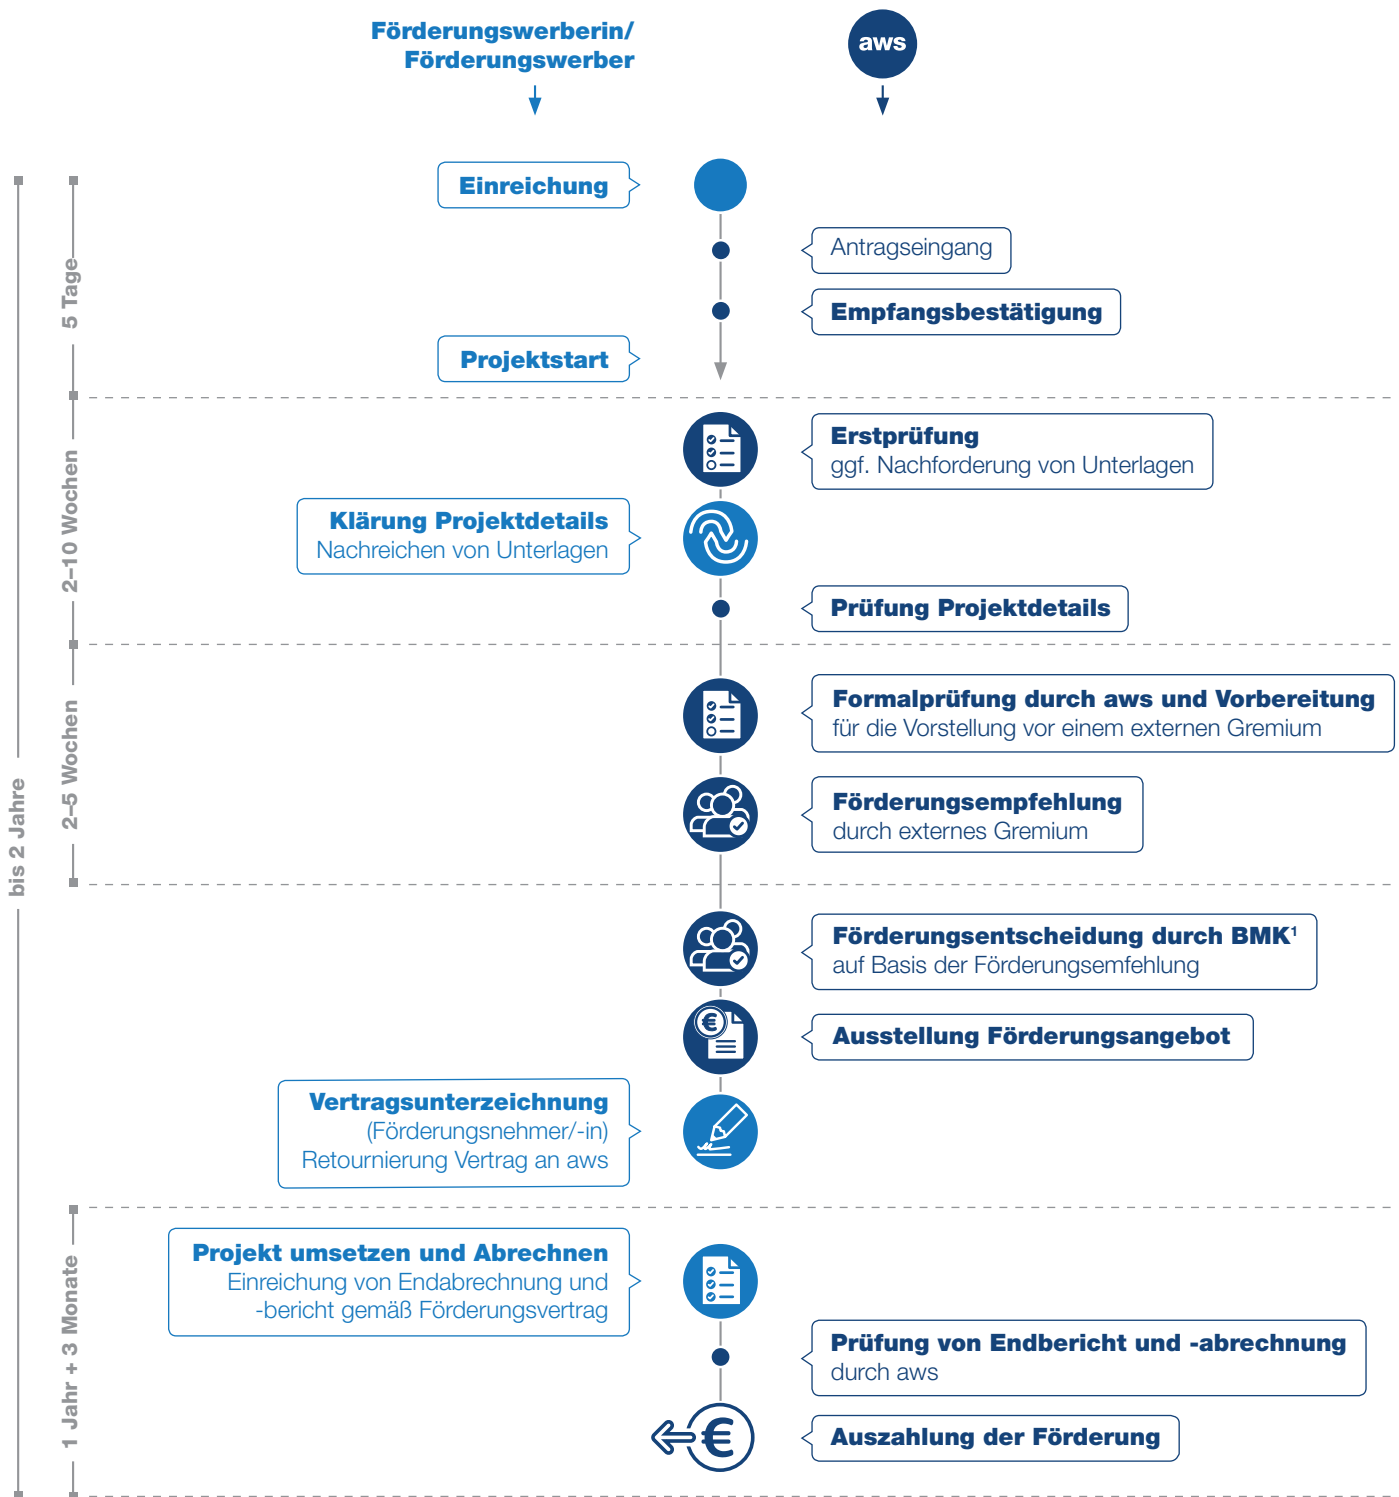 Förderungswerberin/
Förderungswerber
aws
Einreichung
Antragseingang
Empfangsbestätigung
Projektstart
5 Tage
Erstprüfung
ggf. Nachforderung von Unterlagen
Klärung Projektdetails
Nachreichen von Unterlagen
Prüfung Projektdetails
2–10 Wochen
Formalprüfung durch aws und Vorbereitung
für die Vorstellung vor einem externen Gremium
Förderungsempfehlung
durch externes Gremium
2–5 Wochen
bis 2 Jahre
Förderungsentscheidung durch BMK¹
auf Basis der Förderungsemfehlung
€
Ausstellung Förderungsangebot
Vertragsunterzeichnung
(Förderungsnehmer/-in)
Retournierung Vertrag an aws
Projekt umsetzen und Abrechnen
Einreichung von Endabrechnung und
-bericht gemäß Förderungsvertrag
Prüfung von Endbericht und -abrechnung
durch aws
€
Auszahlung der Förderung
1 Jahr + 3 Monate